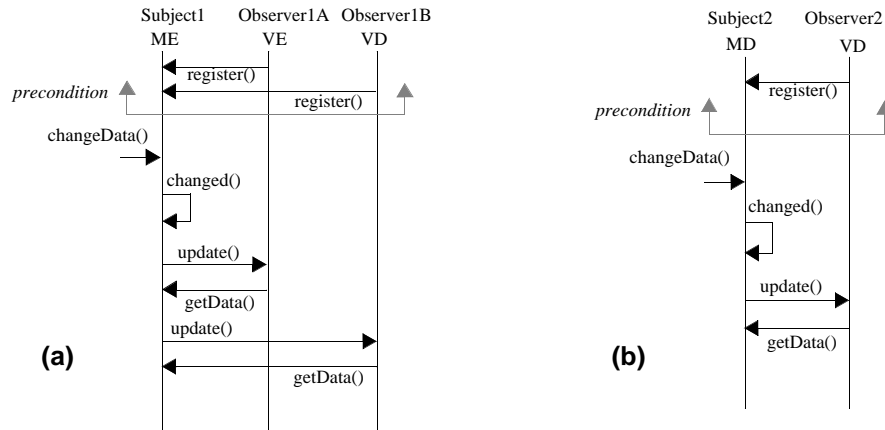 Subject1 Observer1A Observer1B
ME VE VD
register()
precondition
register()
changeData()
changed()
update()
getData()
update()
getData()
(a)
Subject2 Observer2
MD VD
register()
precondition
changeData()
changed()
update()
getData()
(b)